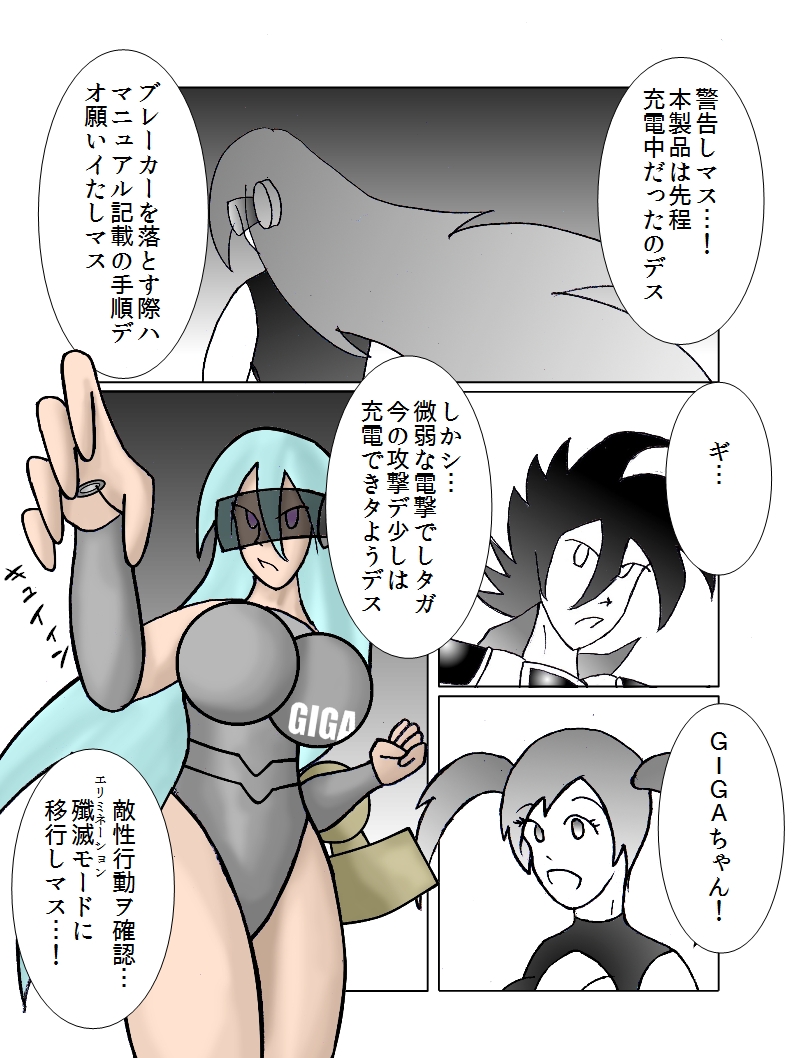 警告しマス…!
本製品は先程
充電中だったのデス
ブレーカーを落とす際ハ
マニュアル記載の手順デ
オ願いイたしマス
ギ…
しかシ…
微弱な電撃でしタガ
今の攻撃デ少しは
充電できタようデス
キュイィン
GIGA
GIGAちゃん!
敵性行動ヲ確認…
エリミネーション
殲滅モードに
移行しマス…!